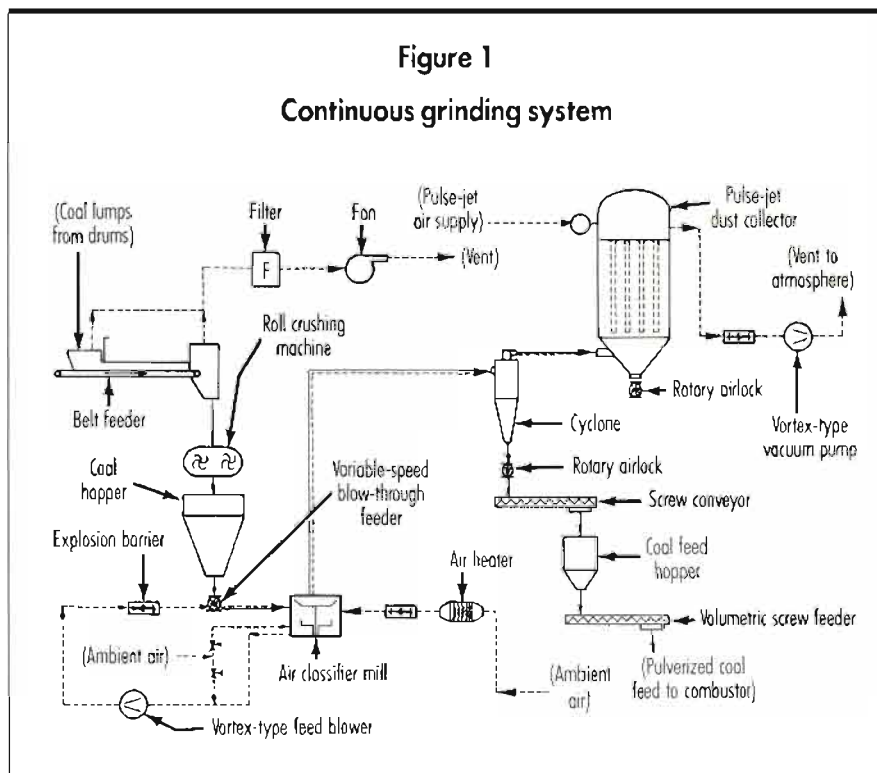 Figure 1
Continuous grinding system
(Coal lumps
from drums)
Filter
Fan
(Pulse-jet
air supply)
Pulse-jet
dust collector
(Vent)
(Vent to
atmosphere)
F
Roll crushing
machine
Belt feeder
Rotary airlock
Vortex-type
vacuum pump
Cyclone
Coal
hopper
Variable-speed
blow-through
feeder
Rotary airlock
Screw conveyor
Explosion barrier
Air heater
Coal feed
hopper
Volumetric screw feeder
(Ambient air)
Air classifier mill
(Ambient
air)
(Pulverized coal
feed to combustor)
Vortex-type feed blower